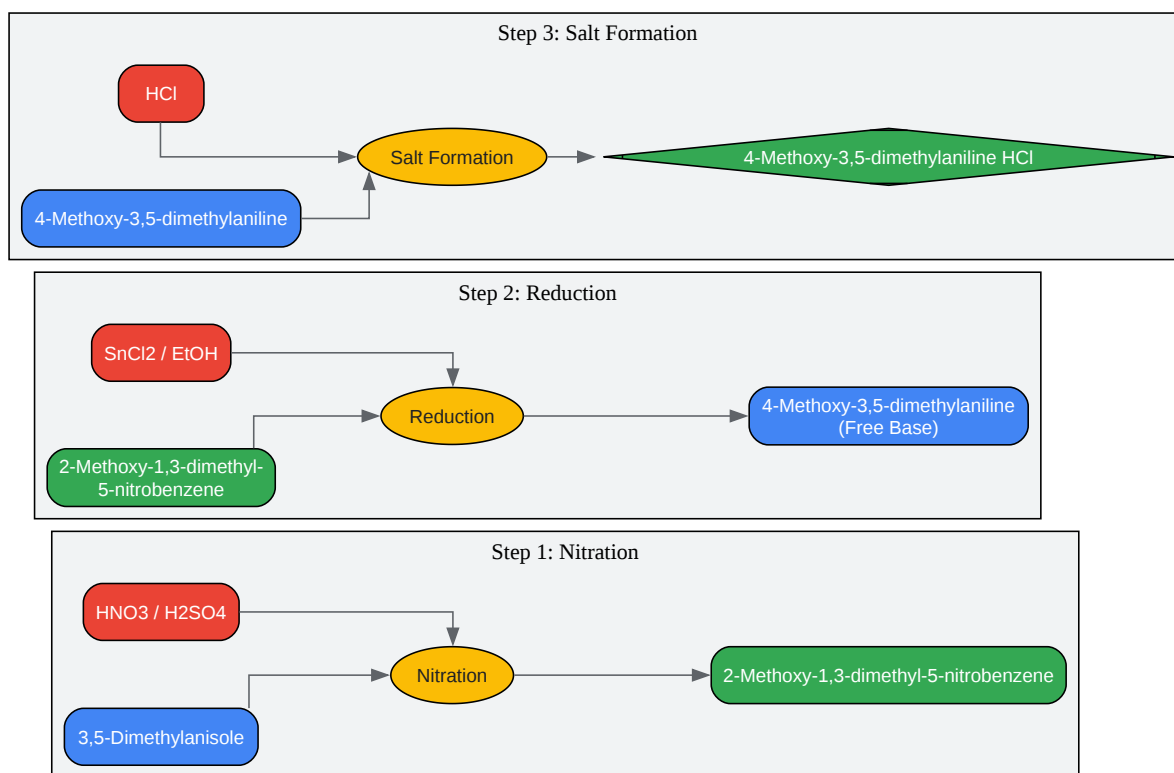 Step 3: Salt Formation
HCl
Salt Formation
4-Methoxy-3,5-dimethylaniline HCl
4-Methoxy-3,5-dimethylaniline
Step 2: Reduction
SnCl2 / EtOH
Reduction
4-Methoxy-3,5-dimethylaniline
(Free Base)
2-Methoxy-1,3-dimethyl-
5-nitrobenzene
Step 1: Nitration
HNO3 / H2SO4
Nitration
2-Methoxy-1,3-dimethyl-5-nitrobenzene
3,5-Dimethylanisole